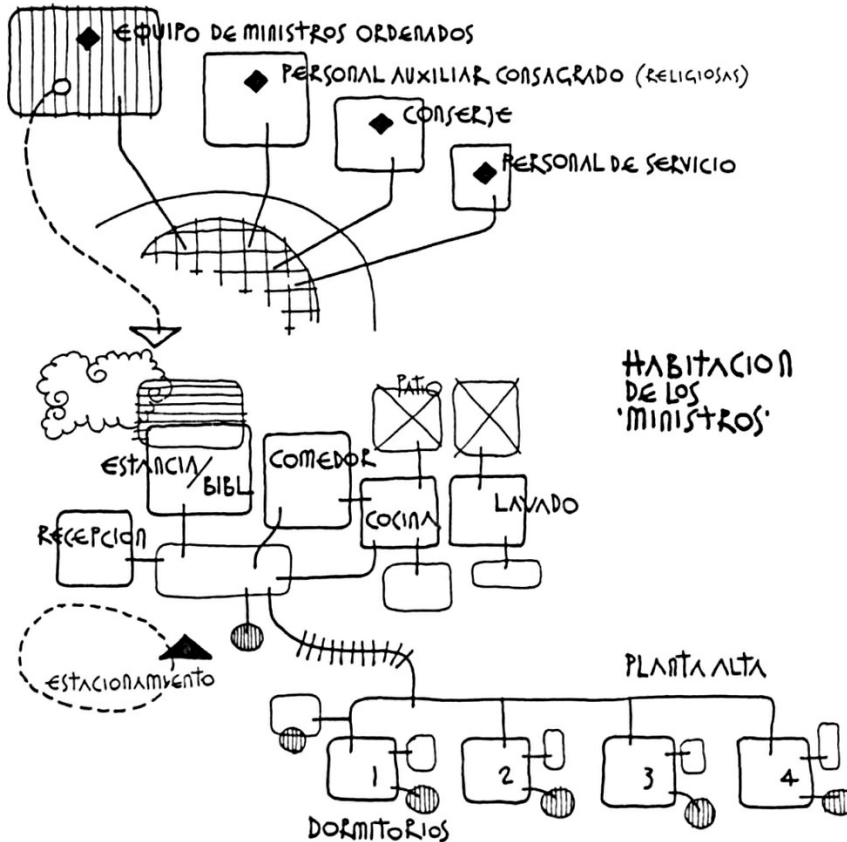 EQUIPO DE MINISTROS ORDENADOS
PERSONAL AUXILIAR CONSAGRADO (RELIGIOSAS)
CONSERJE
PERSONAL DE SERVICIO
HABITACION
DE LOS
'MINISTROS'
PATIO
ESTANCIA/
BIBL.
COMEDOR
COCINA
LAVADO
RECEPCION
ESTACIONAMIENTO
PLANTA ALTA
1
2
3
4
DORMITORIOS